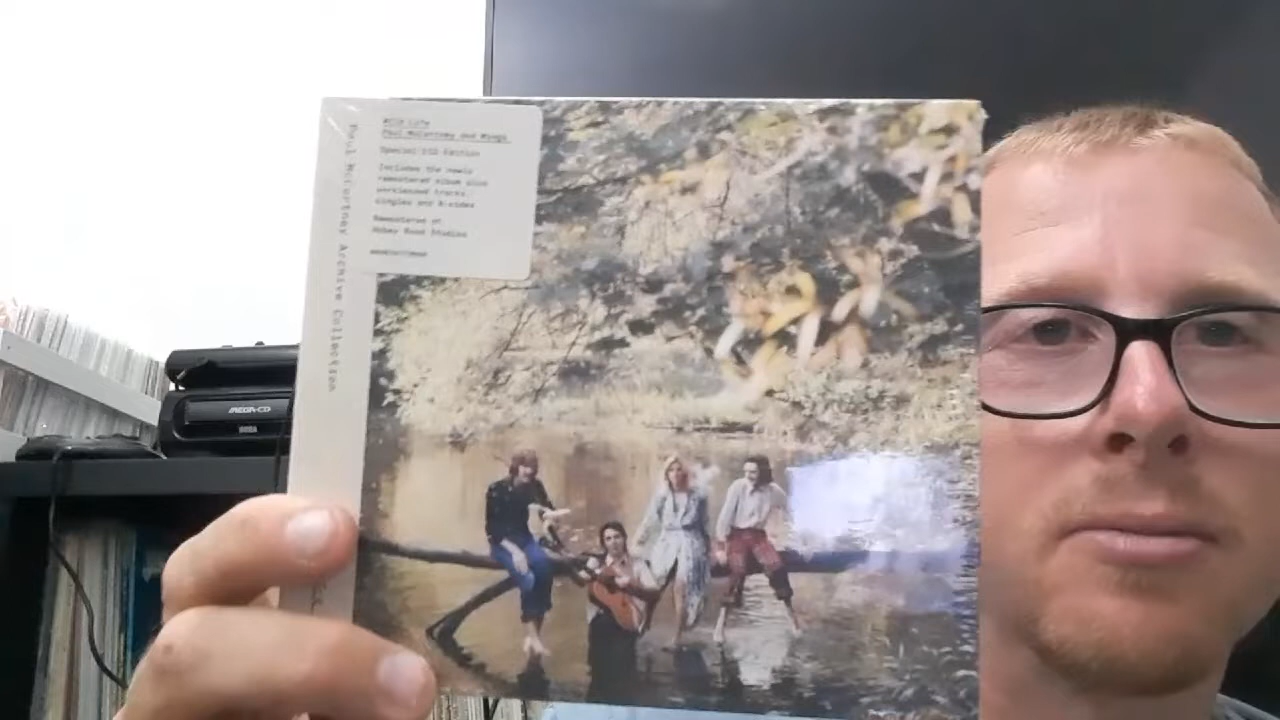 Wild Life
Paul McCartney and Wings
Special 2CD Edition
Includes the newly
remastered album plus
unreleased tracks,
singles and B-sides
Remastered at
Abbey Road Studios
Paul McCartney Archive Collection
MEGA-CD
SEGA